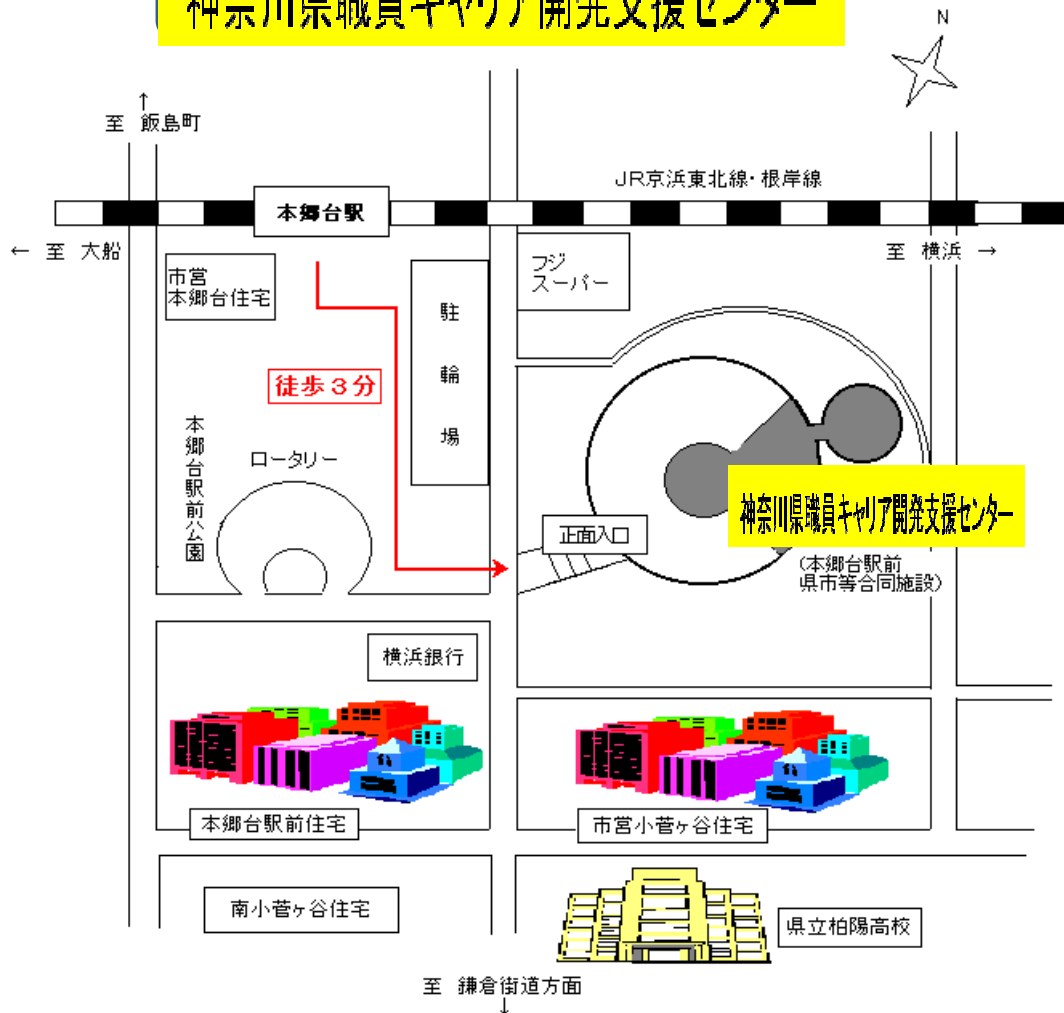 神奈川県職員キャリア開発支援センター
N
↑
至 飯島町
JR京浜東北線・根岸線
本郷台駅
← 至 大船
至 横浜 →
市営
本郷台住宅
フジ
スーパー
駐輪場
徒歩3分
本郷台駅前公園
ロータリー
神奈川県職員キャリア開発支援センター
正面入口
(本郷台駅前
県市等合同施設)
横浜銀行
本郷台駅前住宅
市営小菅ヶ谷住宅
南小菅ヶ谷住宅
県立柏陽高校
至 鎌倉街道方面
↓